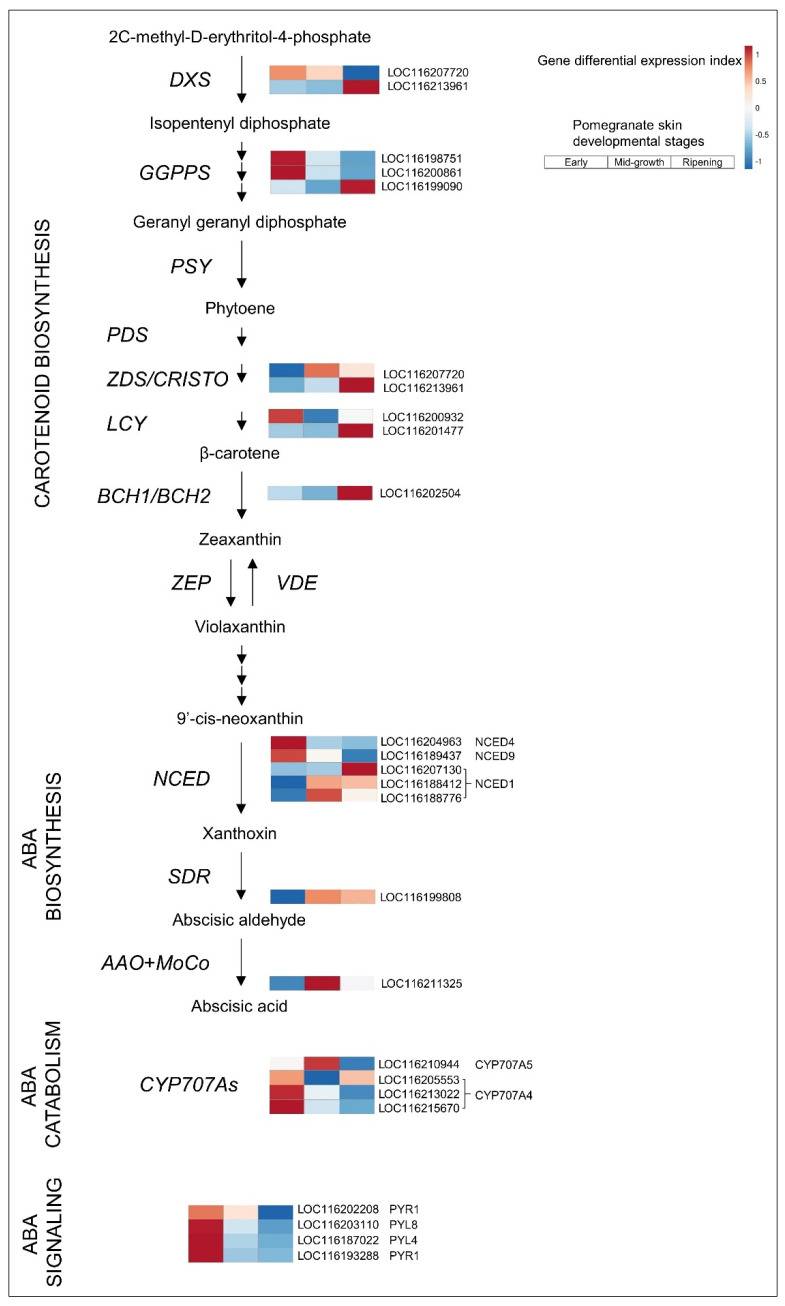 2C-methyl-D-erythritol-4-phosphate
Gene differential expression index
1
0.5
0
-0.5
-1
Pomegranate skin
developmental stages
Early Mid-growth Ripening
DXS
LOC116207720
LOC116213961
Isopentenyl diphosphate
GGPPS
LOC116198751
LOC116200861
LOC116199090
Geranyl geranyl diphosphate
CAROTENOID BIOSYNTHESIS
PSY
Phytoene
PDS
ZDS/CRISTO
LOC116207720
LOC116213961
LCY
LOC116200932
LOC116201477
β-carotene
BCH1/BCH2
LOC116202504
Zeaxanthin
ZEP VDE
Violaxanthin
9’-cis-neoxanthin
ABA
BIOSYNTHESIS
NCED
LOC116204963 NCED4
LOC116189437 NCED9
LOC116207130
LOC116188412 NCED1
LOC116188776
Xanthoxin
SDR
LOC116199808
Abscisic aldehyde
AAO+MoCo
LOC116211325
Abscisic acid
ABA
CATABOLISM
CYP707As
LOC116210944 CYP707A5
LOC116205553
LOC116213022 CYP707A4
LOC116215670
ABA
SIGNALING
LOC116202208 PYR1
LOC116203110 PYL8
LOC116187022 PYL4
LOC116193288 PYR1